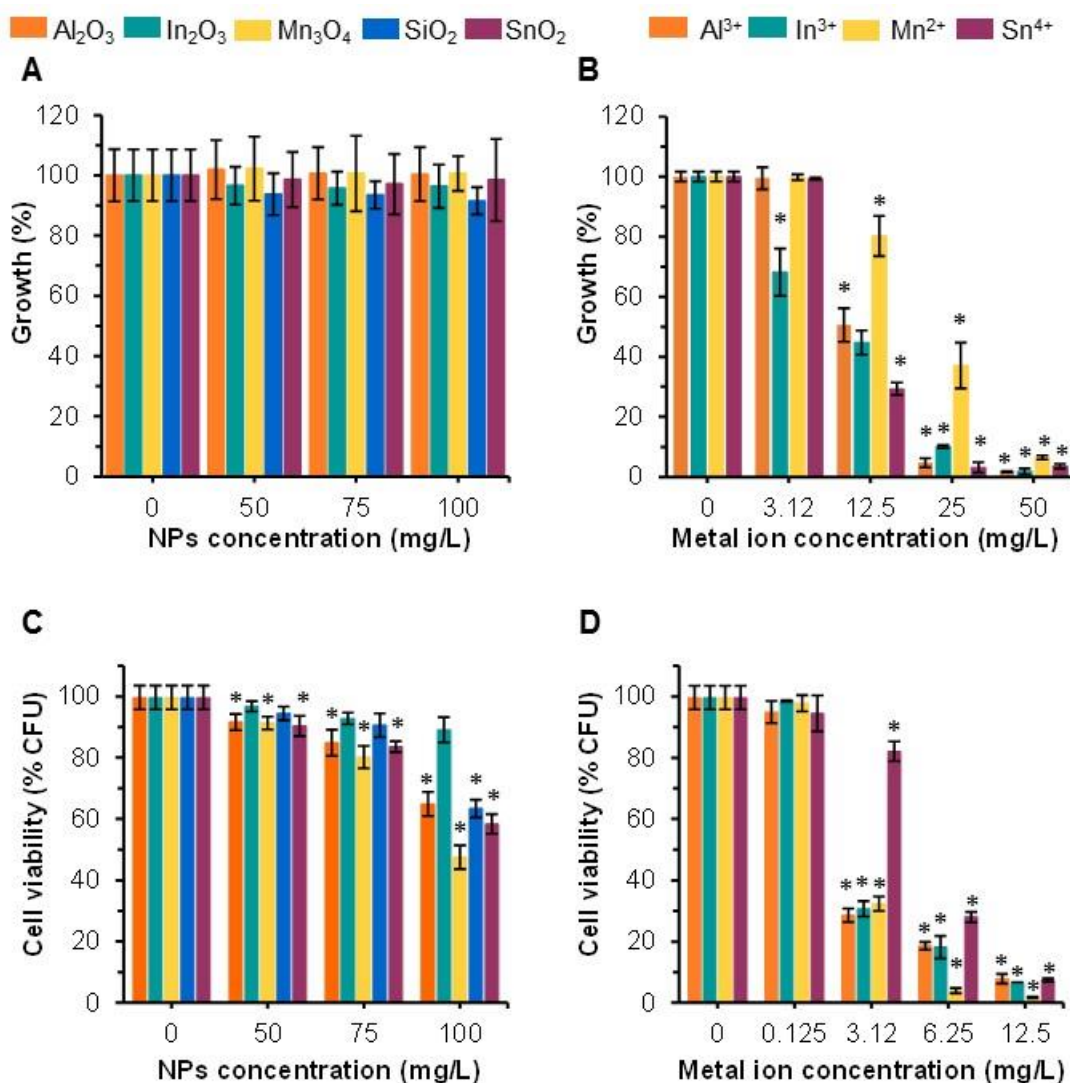 Al₂O₃ In₂O₃ Mn₃O₄ SiO₂ SnO₂
Al³⁺ In³⁺ Mn²⁺ Sn⁴⁺
A
120
100
80
60
40
20
0
Growth (%)
0 50 75 100
NPs concentration (mg/L)
B
120
100
80
60
40
20
0
Growth (%)
* * * * * * * * * * * *
0 3.12 12.5 25 50
Metal ion concentration (mg/L)
C
100
80
60
40
20
0
Cell viability (% CFU)
* * * * * * * * * *
0 50 75 100
NPs concentration (mg/L)
D
100
80
60
40
20
0
Cell viability (% CFU)
* * * * * * * * * * * *
0 0.125 3.12 6.25 12.5
Metal ion concentration (mg/L)